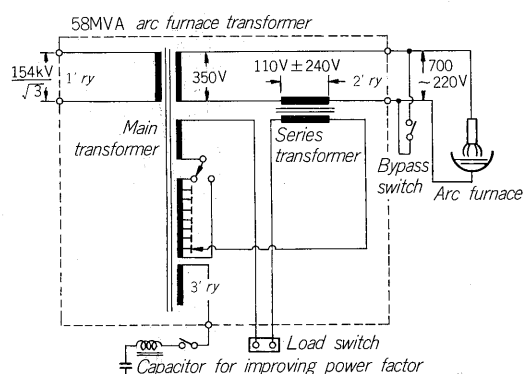 58MVA arc furnace transformer
154kV
√3
1' ry
350V
110V ± 240V
2' ry
700
~220V
Main
transformer
Series
transformer
Bypass
switch
Arc furnace
3' ry
Load switch
Capacitor for improving power factor